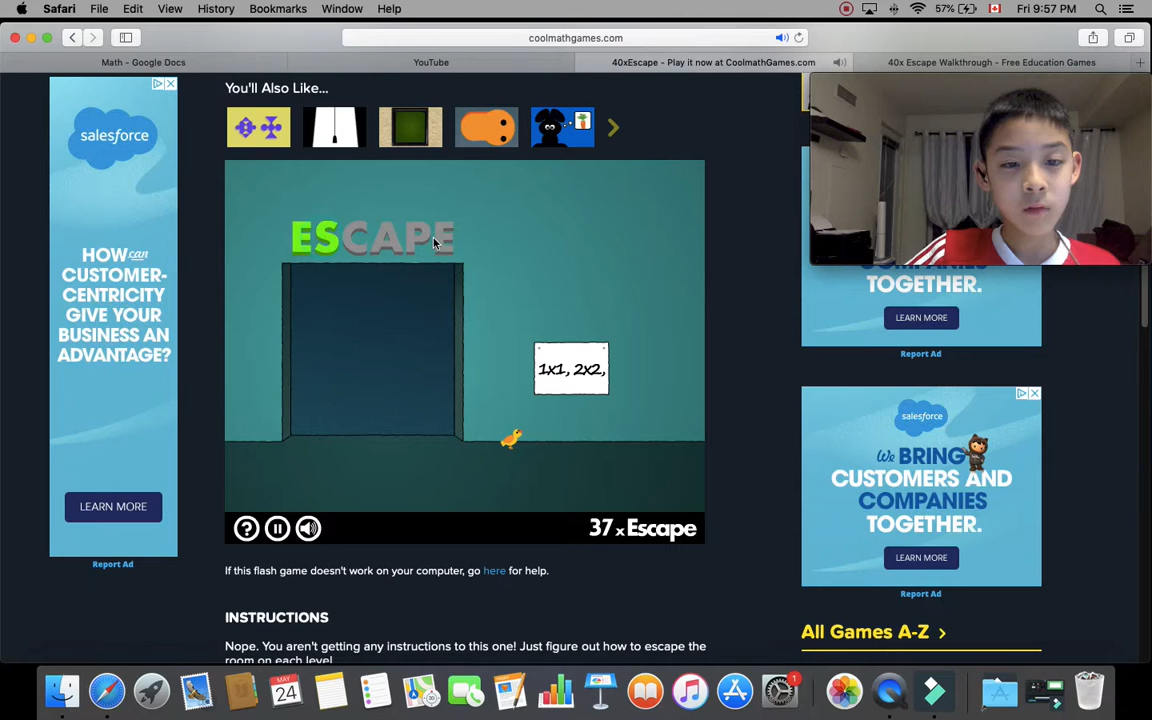 Safari File Edit View History Bookmarks Window Help 57% Fri 9:57 PM
coolmathgames.com
Math - Google Docs YouTube 40xEscape - Play it now at CoolmathGames.com 40x Escape Walkthrough - Free Education Games
You'll Also Like...
salesforce
HOW can
CUSTOMER-
CENTRICITY
GIVE YOUR
BUSINESS AN
ADVANTAGE?
LEARN MORE
Report Ad
ESCAPE
1x1, 2x2,
37 x Escape
If this flash game doesn't work on your computer, go here for help.
INSTRUCTIONS
Nope. You aren't getting any instructions to this one! Just figure out how to escape the
room on each level.
TOGETHER.
LEARN MORE
Report Ad
salesforce
We BRING
CUSTOMERS AND
COMPANIES
TOGETHER.
LEARN MORE
Report Ad
All Games A-Z >
MAY
24
1